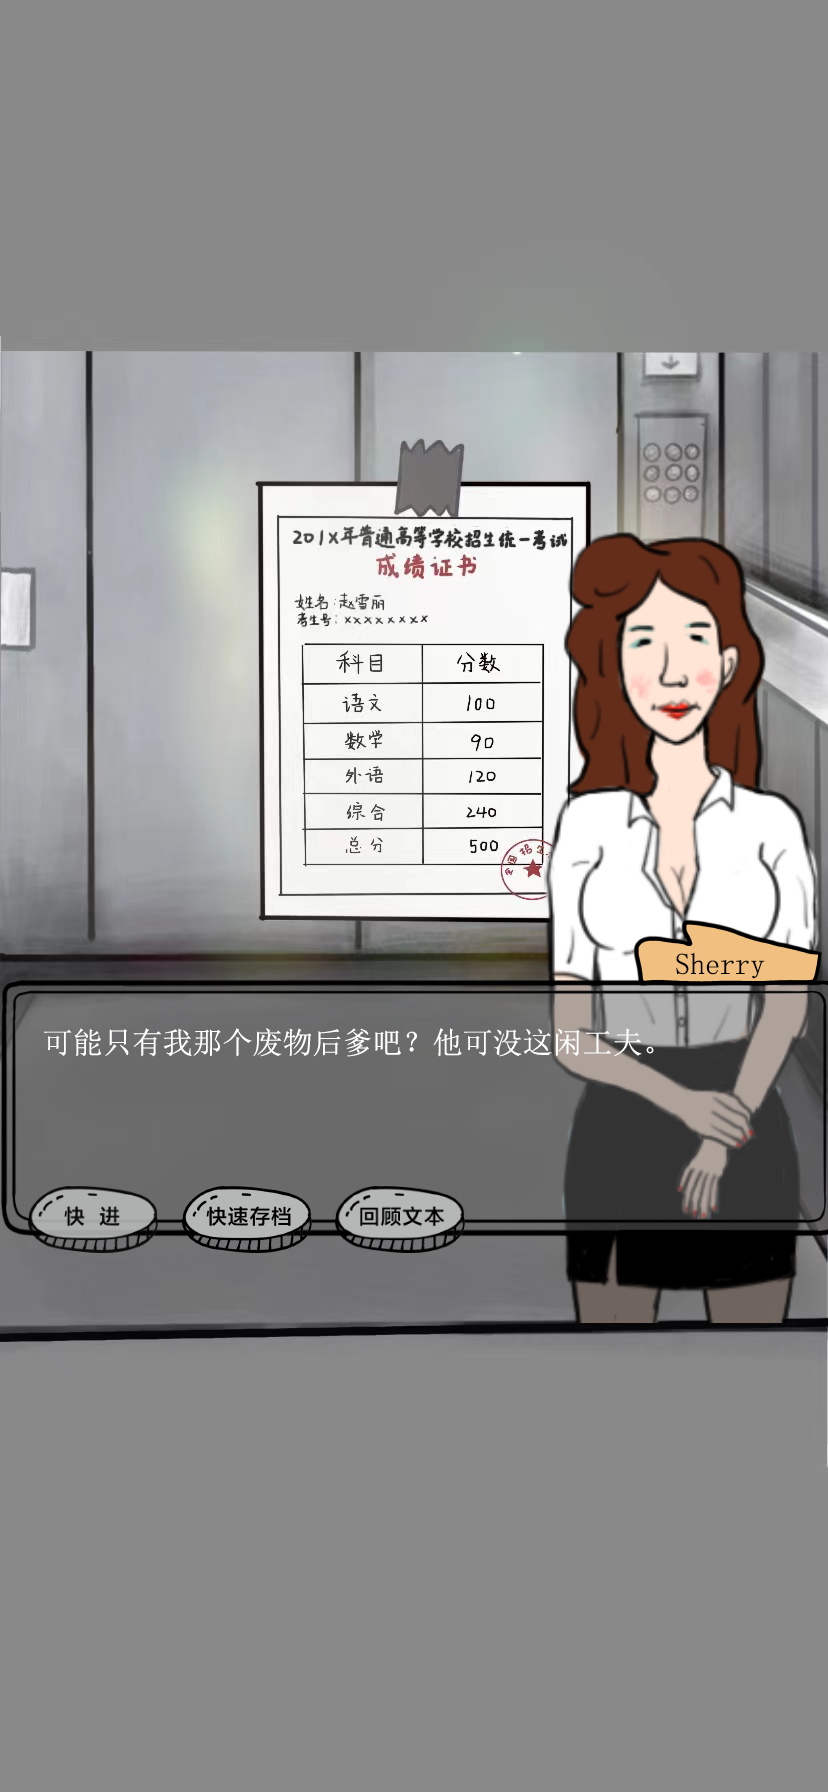 201X年普通高等学校招生统一考试
成绩证书
姓名：赵雪丽
考生号：xxxxxxxx
科目 分数
语文 100
数学 90
外语 120
综合 240
总分 500
全国招生
Sherry
可能只有我那个废物后爹吧？他可没这闲工夫。
快进 快速存档 回顾文本